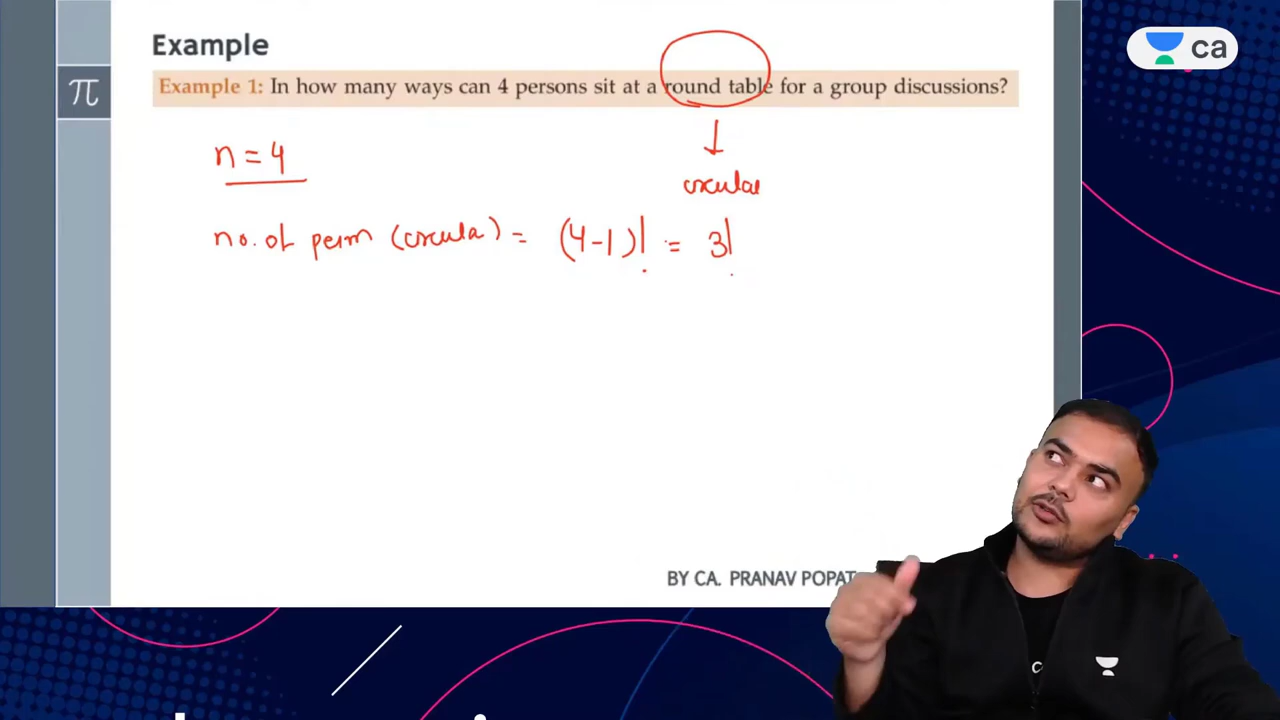 ca
Example
π
Example 1: In how many ways can 4 persons sit at a round table for a group discussions?
n = 4
↓
circular
no. of perm (circula) = (4-1)! = 3!
BY CA. PRANAV POPAT